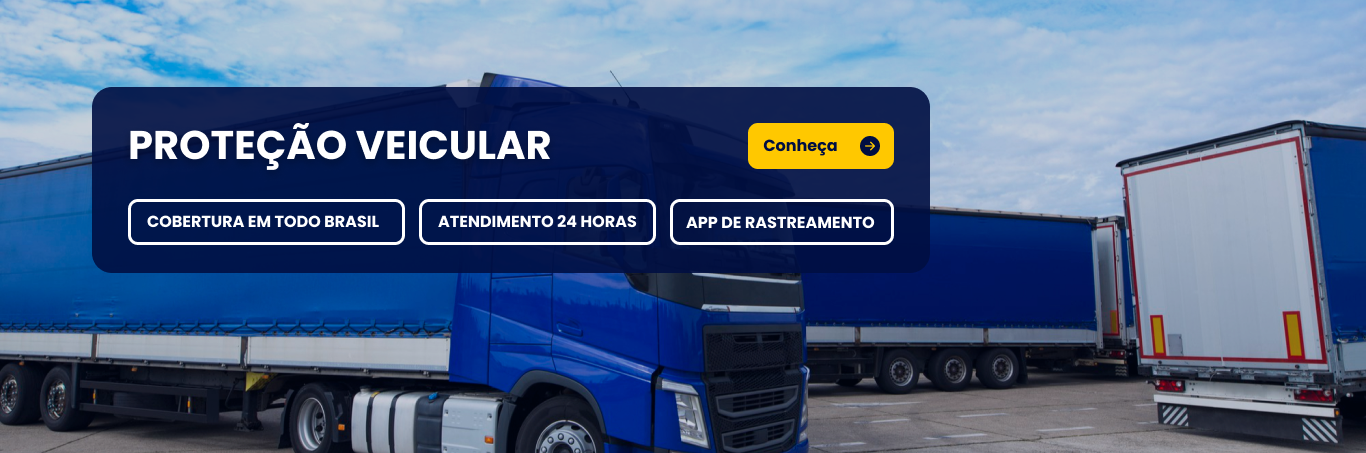 PROTEÇÃO VEICULAR
Conheça
COBERTURA EM TODO BRASIL
ATENDIMENTO 24 HORAS
APP DE RASTREAMENTO